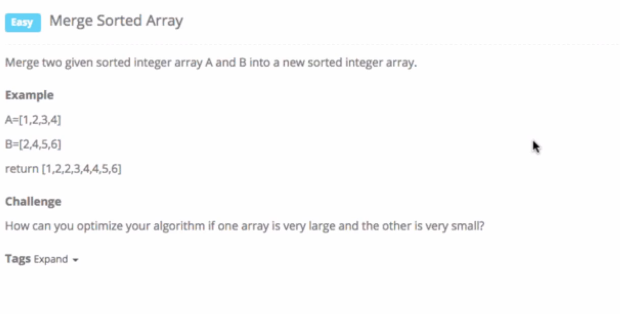 Easy Merge Sorted Array
Merge two given sorted integer array A and B into a new sorted integer array.
Example
A=[1,2,3,4]
B=[2,4,5,6]
return [1,2,2,3,4,4,5,6]
Challenge
How can you optimize your algorithm if one array is very large and the other is very small?
Tags Expand